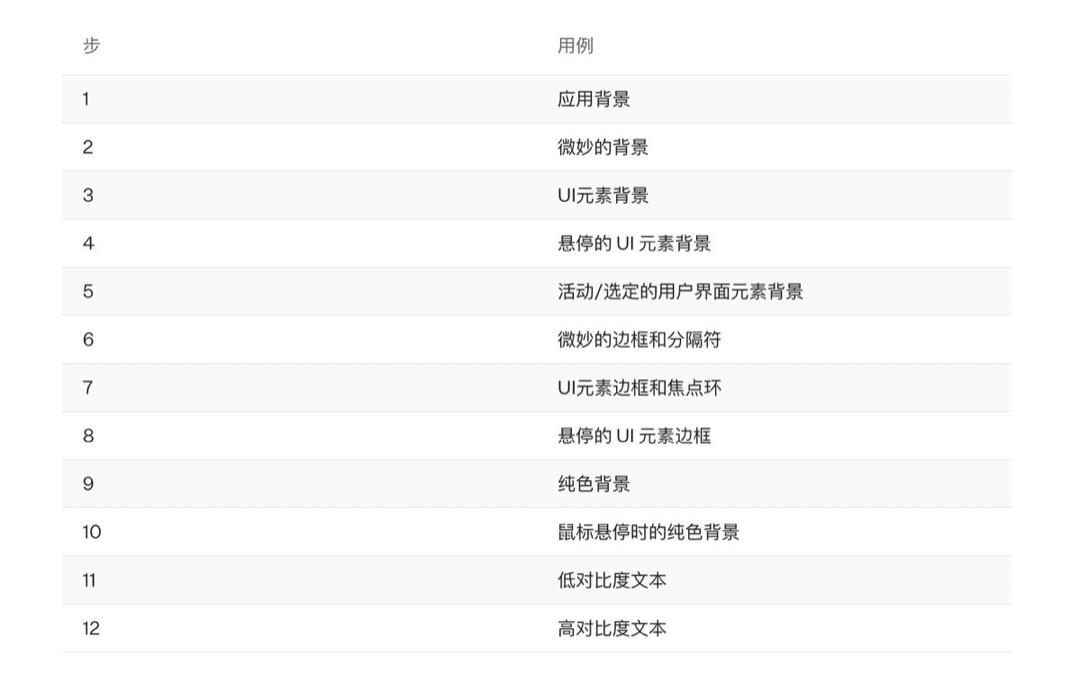 步 用例
1 应用背景
2 微妙的背景
3 UI元素背景
4 悬停的 UI 元素背景
5 活动/选定的用户界面元素背景
6 微妙的边框和分隔符
7 UI元素边框和焦点环
8 悬停的 UI 元素边框
9 纯色背景
10 鼠标悬停时的纯色背景
11 低对比度文本
12 高对比度文本